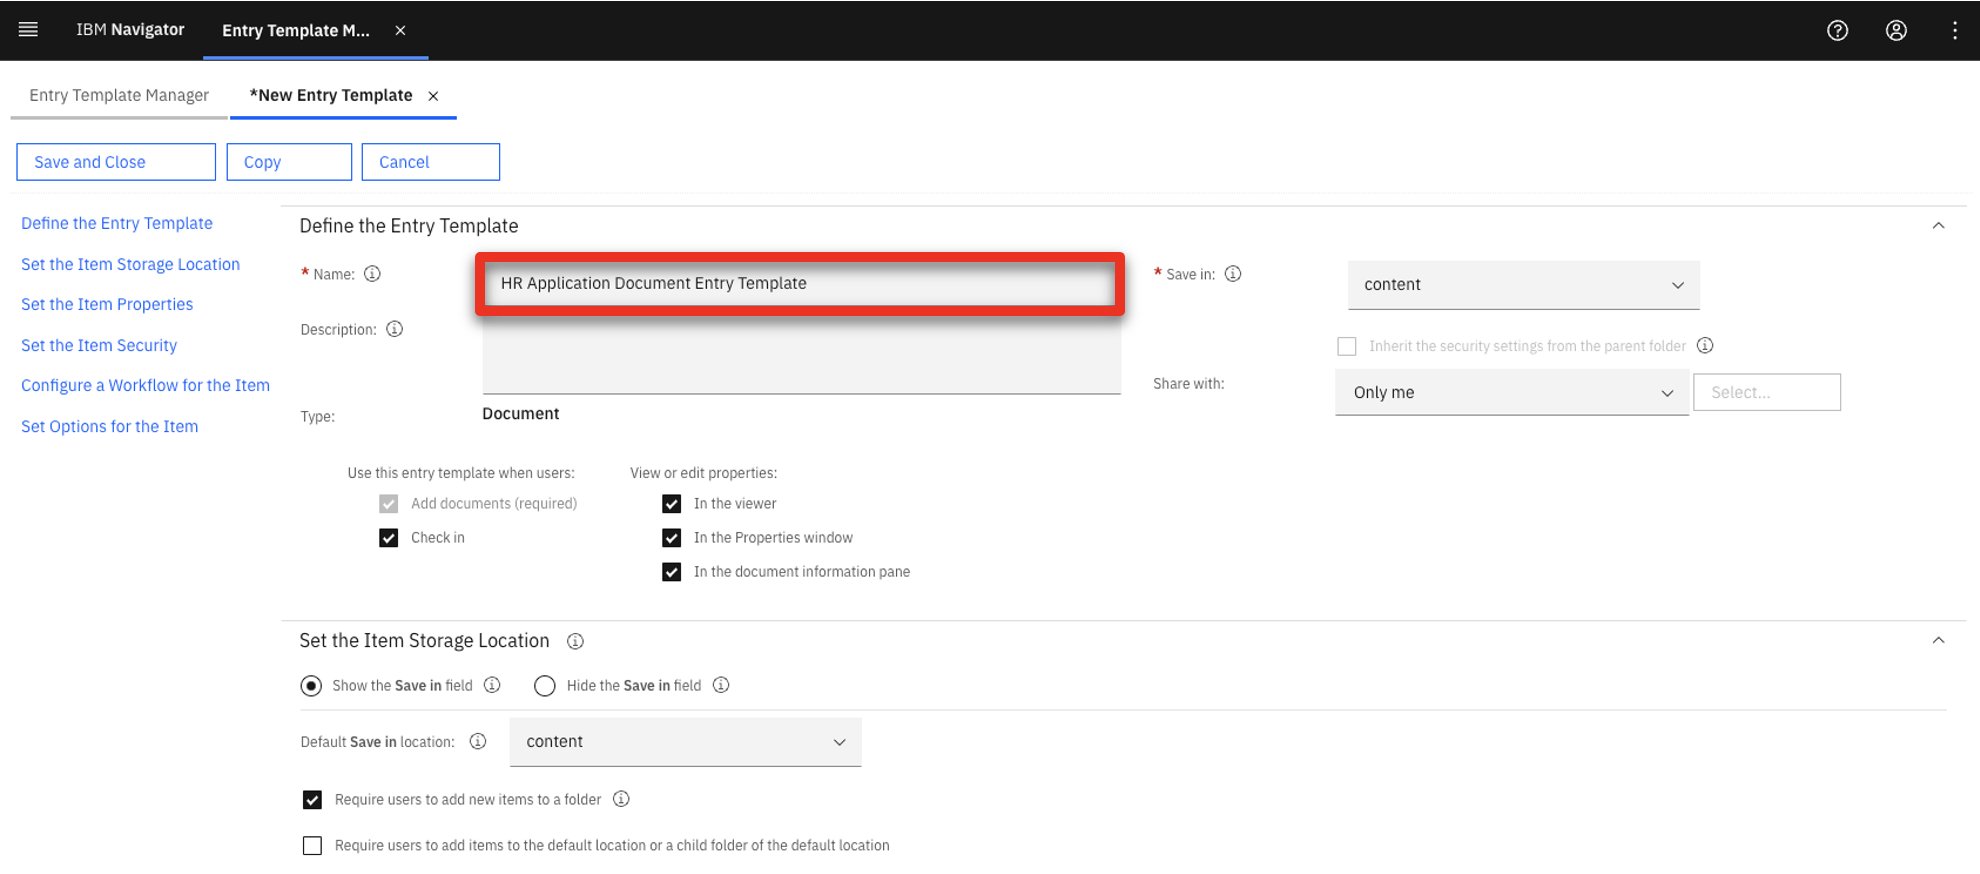 IBM Navigator
Entry Template M...
Entry Template Manager
*New Entry Template
Save and Close
Copy
Cancel
Define the Entry Template
Set the Item Storage Location
Set the Item Properties
Set the Item Security
Configure a Workflow for the Item
Set Options for the Item
Define the Entry Template
* Name:
HR Application Document Entry Template
* Save in:
content
Description:
Inherit the security settings from the parent folder
Share with:
Only me
Select...
Type:
Document
Use this entry template when users:
Add documents (required)
Check in
View or edit properties:
In the viewer
In the Properties window
In the document information pane
Set the Item Storage Location
Show the Save in field
Hide the Save in field
Default Save in location:
content
Require users to add new items to a folder
Require users to add items to the default location or a child folder of the default location